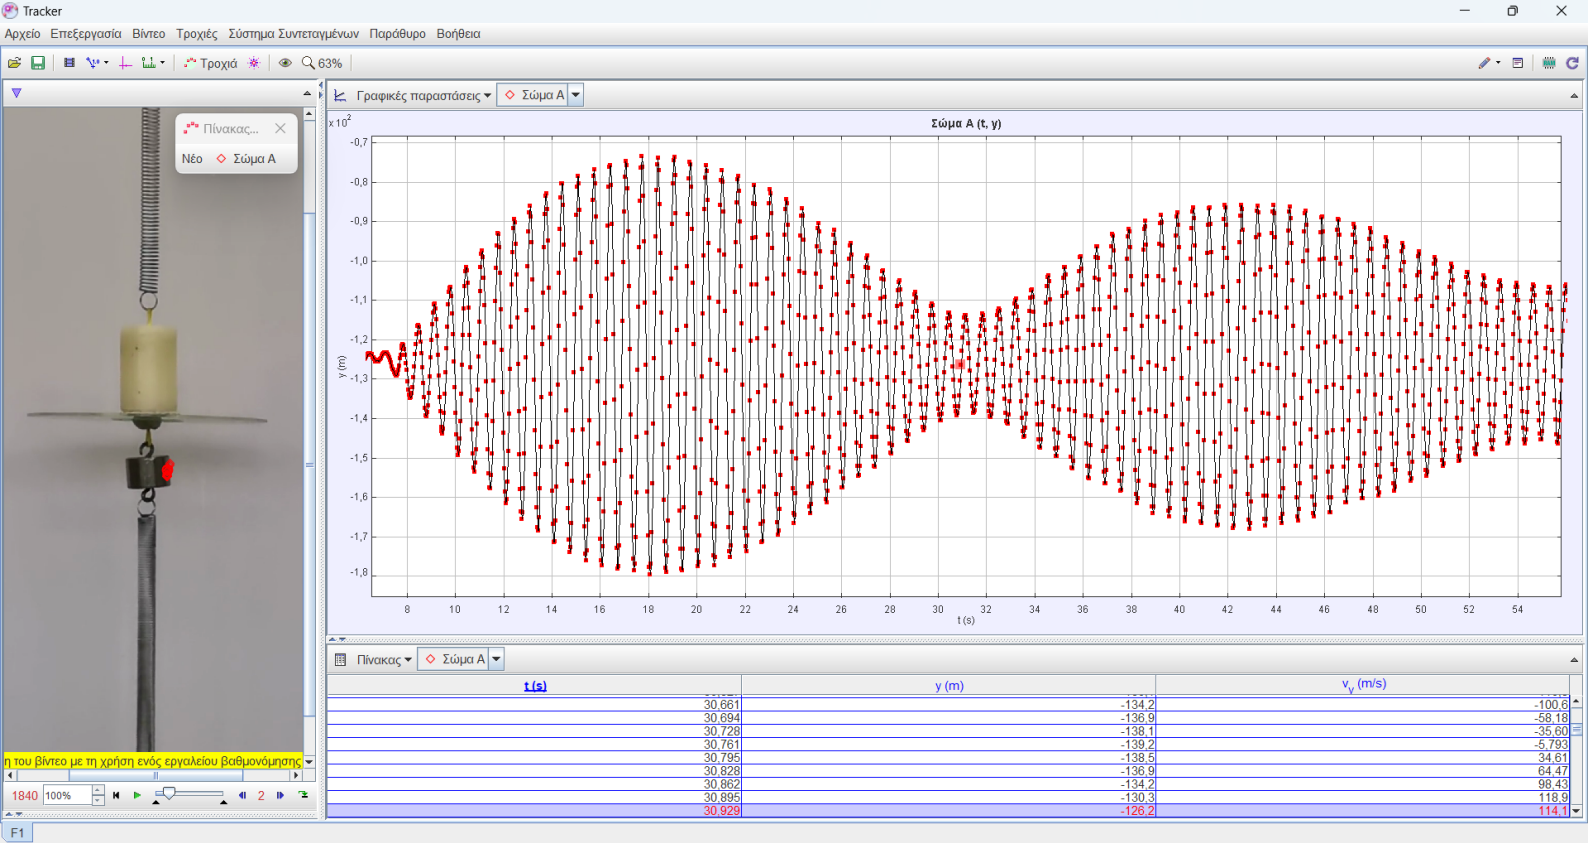 Tracker
Αρχείο Επεξεργασία Βίντεο Τροχιές Σύστημα Συντεταγμένων Παράθυρο Βοήθεια
Τροχιά 63%
Γραφικές παραστάσεις Σώμα A
Πίνακας...
Νέο Σώμα A
x 10²
Σώμα A (t, y)
-0,7
-0,8
-0,9
-1,0
-1,1
-1,2
-1,3
-1,4
-1,5
-1,6
-1,7
-1,8
y (m)
8 10 12 14 16 18 20 22 24 26 28 30 32 34 36 38 40 42 44 46 48 50 52 54
t (s)
Πίνακας Σώμα A
t (s) y (m) v_y (m/s)
30,661 -134,2 -100,6
30,694 -136,9 -58,18
30,728 -138,1 -35,60
30,761 -139,2 -5,793
30,795 -138,5 34,61
30,828 -136,9 64,47
30,862 -134,2 98,43
30,895 -130,3 118,9
30,929 -126,2 114,1
η του βίντεο με τη χρήση ενός εργαλείου βαθμονόμησης
1840 100% 2
F1